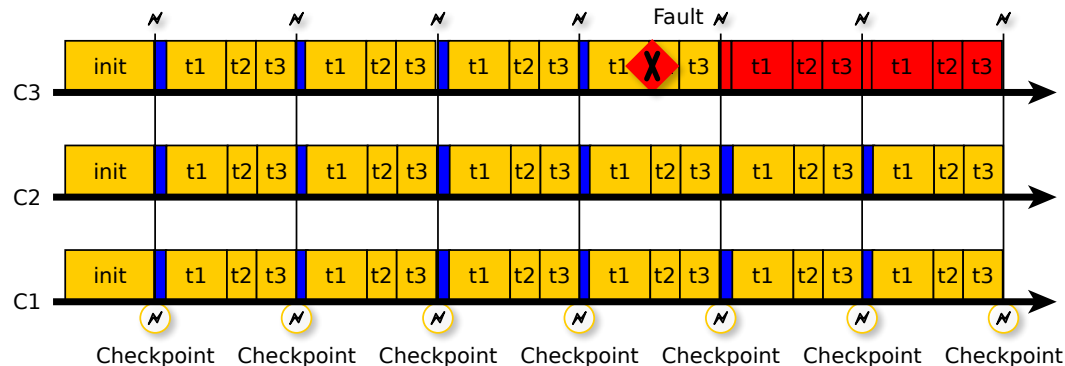 Fault
init t1 t2 t3 t1 t2 t3 t1 t2 t3 t1 X t3 t1 t2 t3 t1 t2 t3
C3
init t1 t2 t3 t1 t2 t3 t1 t2 t3 t1 t2 t3 t1 t2 t3 t1 t2 t3
C2
init t1 t2 t3 t1 t2 t3 t1 t2 t3 t1 t2 t3 t1 t2 t3 t1 t2 t3
C1
Checkpoint Checkpoint Checkpoint Checkpoint Checkpoint Checkpoint Checkpoint